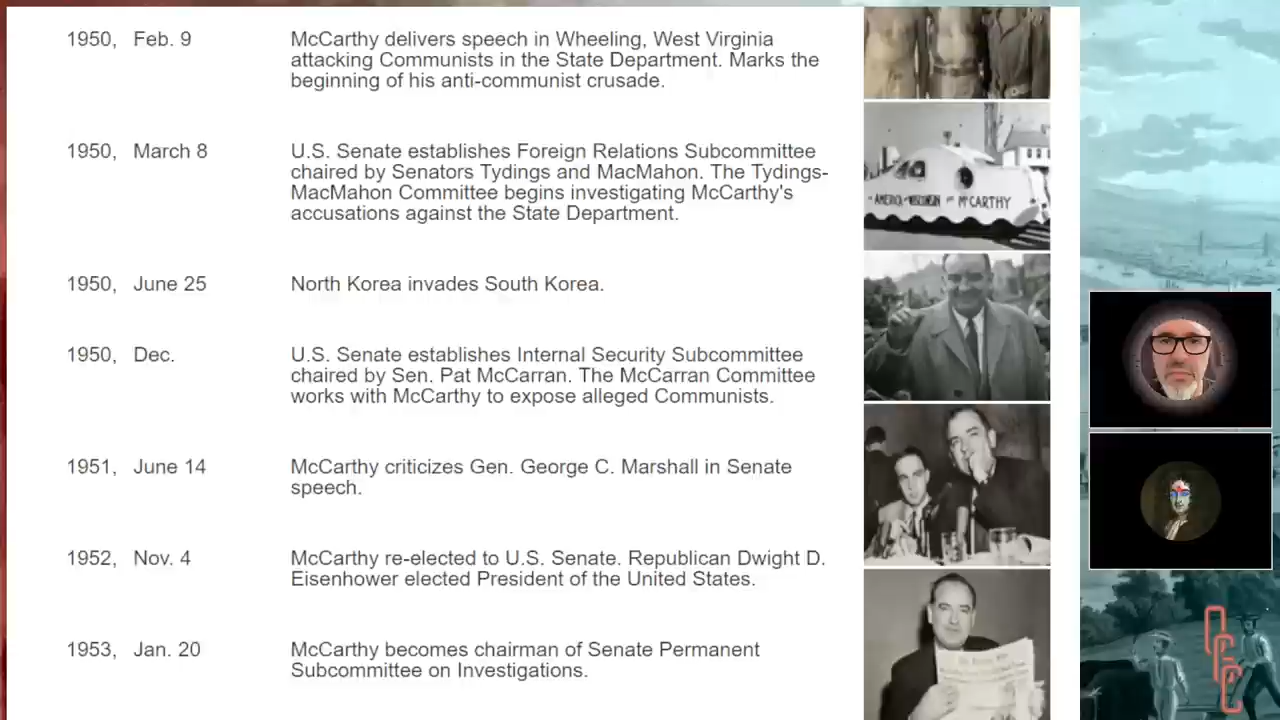 1950, Feb. 9 McCarthy delivers speech in Wheeling, West Virginia
attacking Communists in the State Department. Marks the
beginning of his anti-communist crusade.
1950, March 8 U.S. Senate establishes Foreign Relations Subcommittee
chaired by Senators Tydings and MacMahon. The Tydings-
MacMahon Committee begins investigating McCarthy's
accusations against the State Department.
1950, June 25 North Korea invades South Korea.
1950, Dec. U.S. Senate establishes Internal Security Subcommittee
chaired by Sen. Pat McCarran. The McCarran Committee
works with McCarthy to expose alleged Communists.
1951, June 14 McCarthy criticizes Gen. George C. Marshall in Senate
speech.
1952, Nov. 4 McCarthy re-elected to U.S. Senate. Republican Dwight D.
Eisenhower elected President of the United States.
1953, Jan. 20 McCarthy becomes chairman of Senate Permanent
Subcommittee on Investigations.
AMERICA WISCONSIN McCARTHY